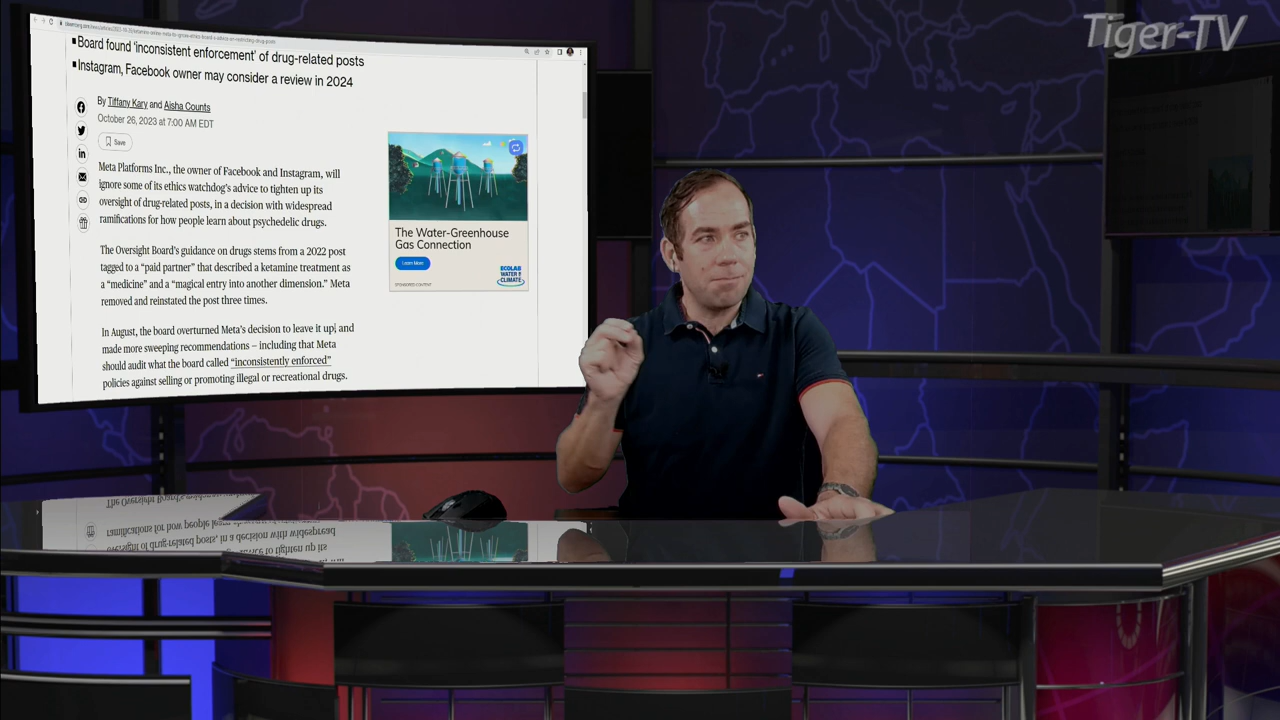 Tiger-TV
Board found 'inconsistent enforcement' of drug-related posts
Instagram, Facebook owner may consider a review in 2024
By Tiffany Kary and Aisha Counts
October 26, 2023 at 7:00 AM EDT
Save
Meta Platforms Inc., the owner of Facebook and Instagram, will
ignore some of its ethics watchdog's advice to tighten up its
oversight of drug-related posts, in a decision with widespread
ramifications for how people learn about psychedelic drugs.
The Oversight Board's guidance on drugs stems from a 2022 post
tagged to a "paid partner" that described a ketamine treatment as
a "medicine" and a "magical entry into another dimension." Meta
removed and reinstated the post three times.
In August, the board overturned Meta's decision to leave it up, and
made more sweeping recommendations – including that Meta
should audit what the board called "inconsistently enforced"
policies against selling or promoting illegal or recreational drugs.
The Water-Greenhouse
Gas Connection
Learn More
SPONSORED CONTENT
ECOLAB
WATER
CLIMATE